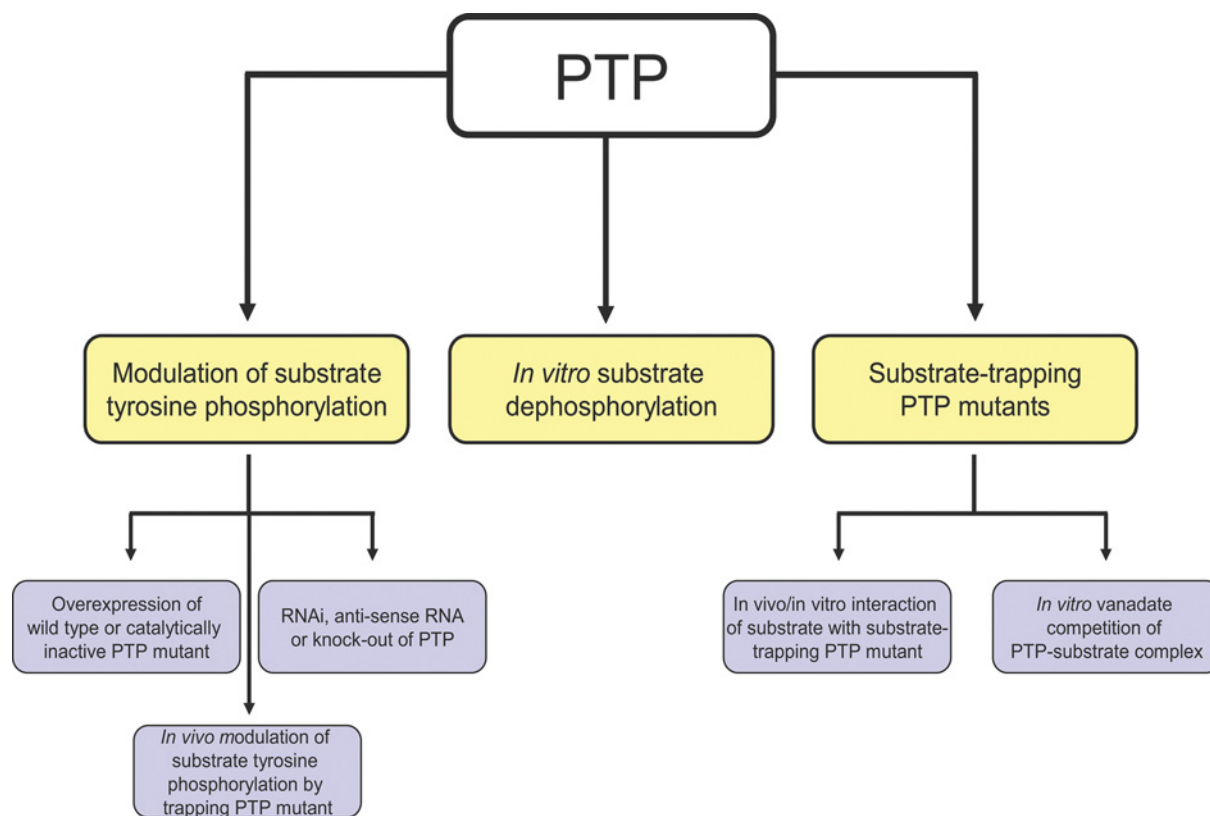 PTP
Modulation of substrate
tyrosine phosphorylation
In vitro substrate
dephosphorylation
Substrate-trapping
PTP mutants
Overexpression of
wild type or catalytically
inactive PTP mutant
RNAi, anti-sense RNA
or knock-out of PTP
In vivo modulation of
substrate tyrosine
phosphorylation by
trapping PTP mutant
In vivo/in vitro interaction
of substrate with substrate-
trapping PTP mutant
In vitro vanadate
competition of
PTP-substrate complex